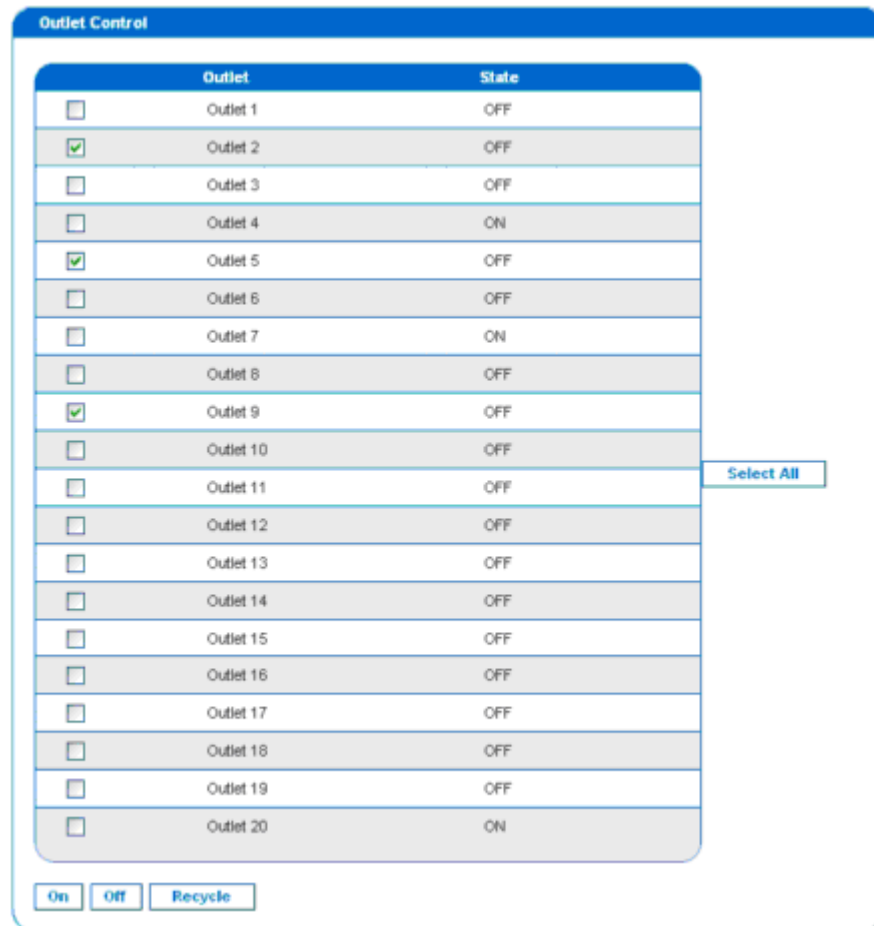 Outlet Control
Outlet State
Outlet 1 OFF
Outlet 2 OFF
Outlet 3 OFF
Outlet 4 ON
Outlet 5 OFF
Outlet 6 OFF
Outlet 7 ON
Outlet 8 OFF
Outlet 9 OFF
Outlet 10 OFF
Select All
Outlet 11 OFF
Outlet 12 OFF
Outlet 13 OFF
Outlet 14 OFF
Outlet 15 OFF
Outlet 16 OFF
Outlet 17 OFF
Outlet 18 OFF
Outlet 19 OFF
Outlet 20 ON
On Off Recycle